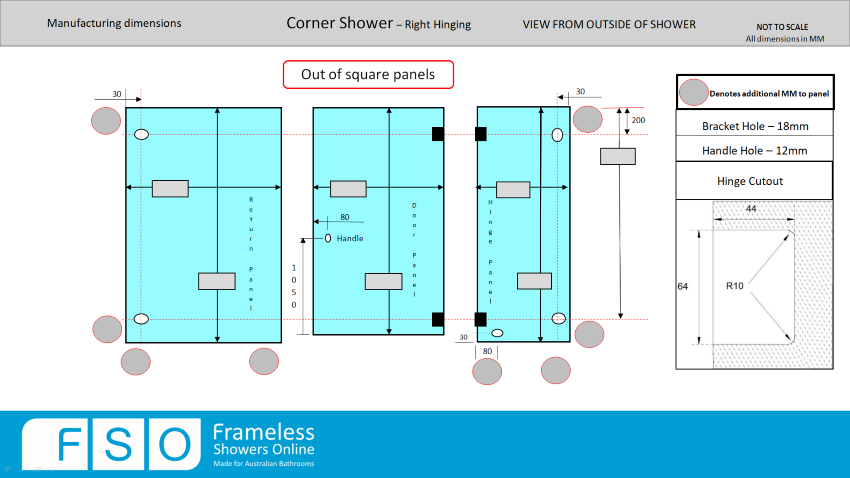 Manufacturing dimensions
Corner Shower – Right Hinging
VIEW FROM OUTSIDE OF SHOWER
NOT TO SCALE
All dimensions in MM
Out of square panels
30
30
200
Denotes additional MM to panel
Bracket Hole – 18mm
Handle Hole – 12mm
Hinge Cutout
44
64
R10
Return Panel
80
Handle
1050
Door Panel
Hinge Panel
30
80
FSO
Frameless
Showers Online
Made for Australian Bathrooms